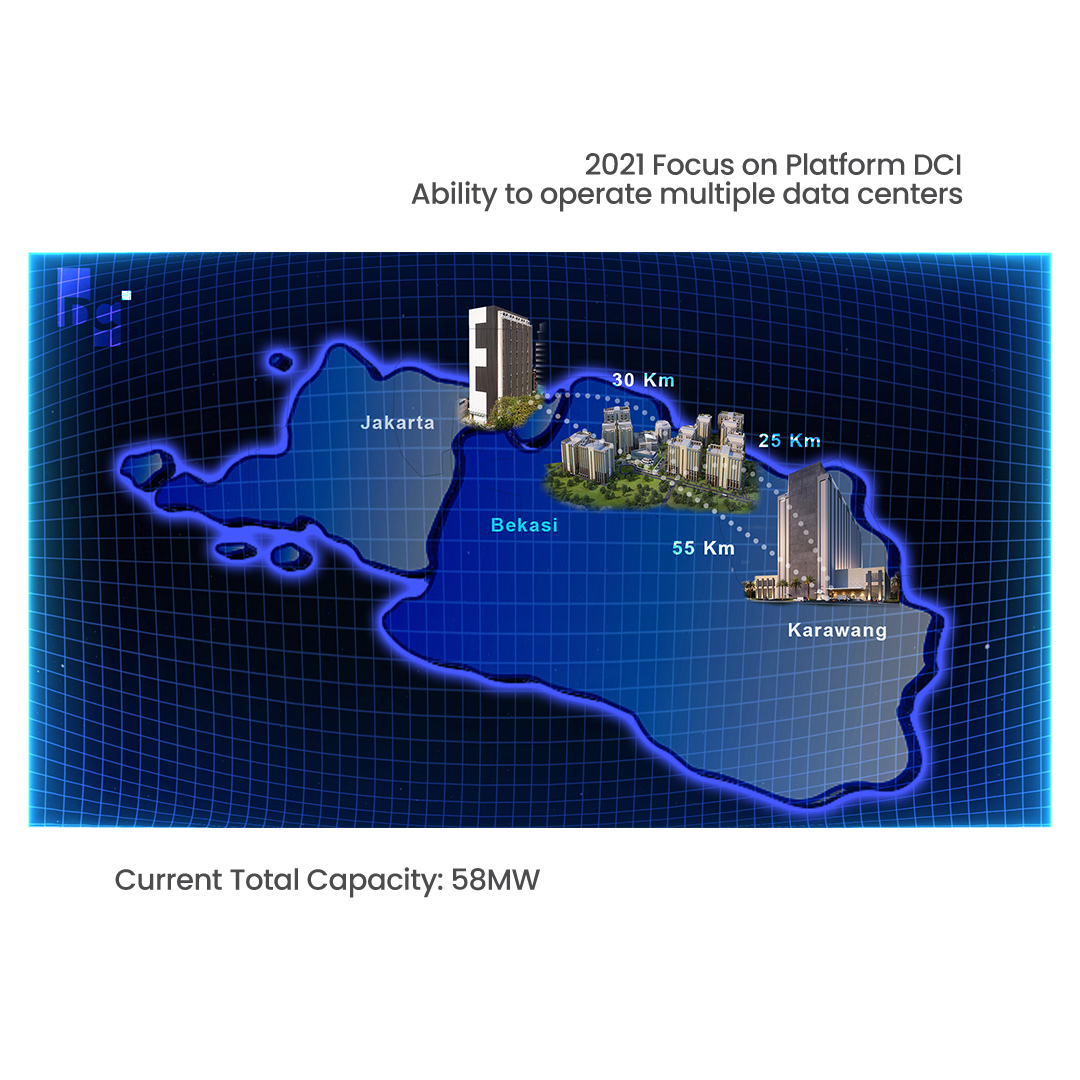 2021 Focus on Platform DCI
Ability to operate multiple data centers
30 Km
Jakarta
25 Km
Bekasi
55 Km
Karawang
Current Total Capacity: 58MW